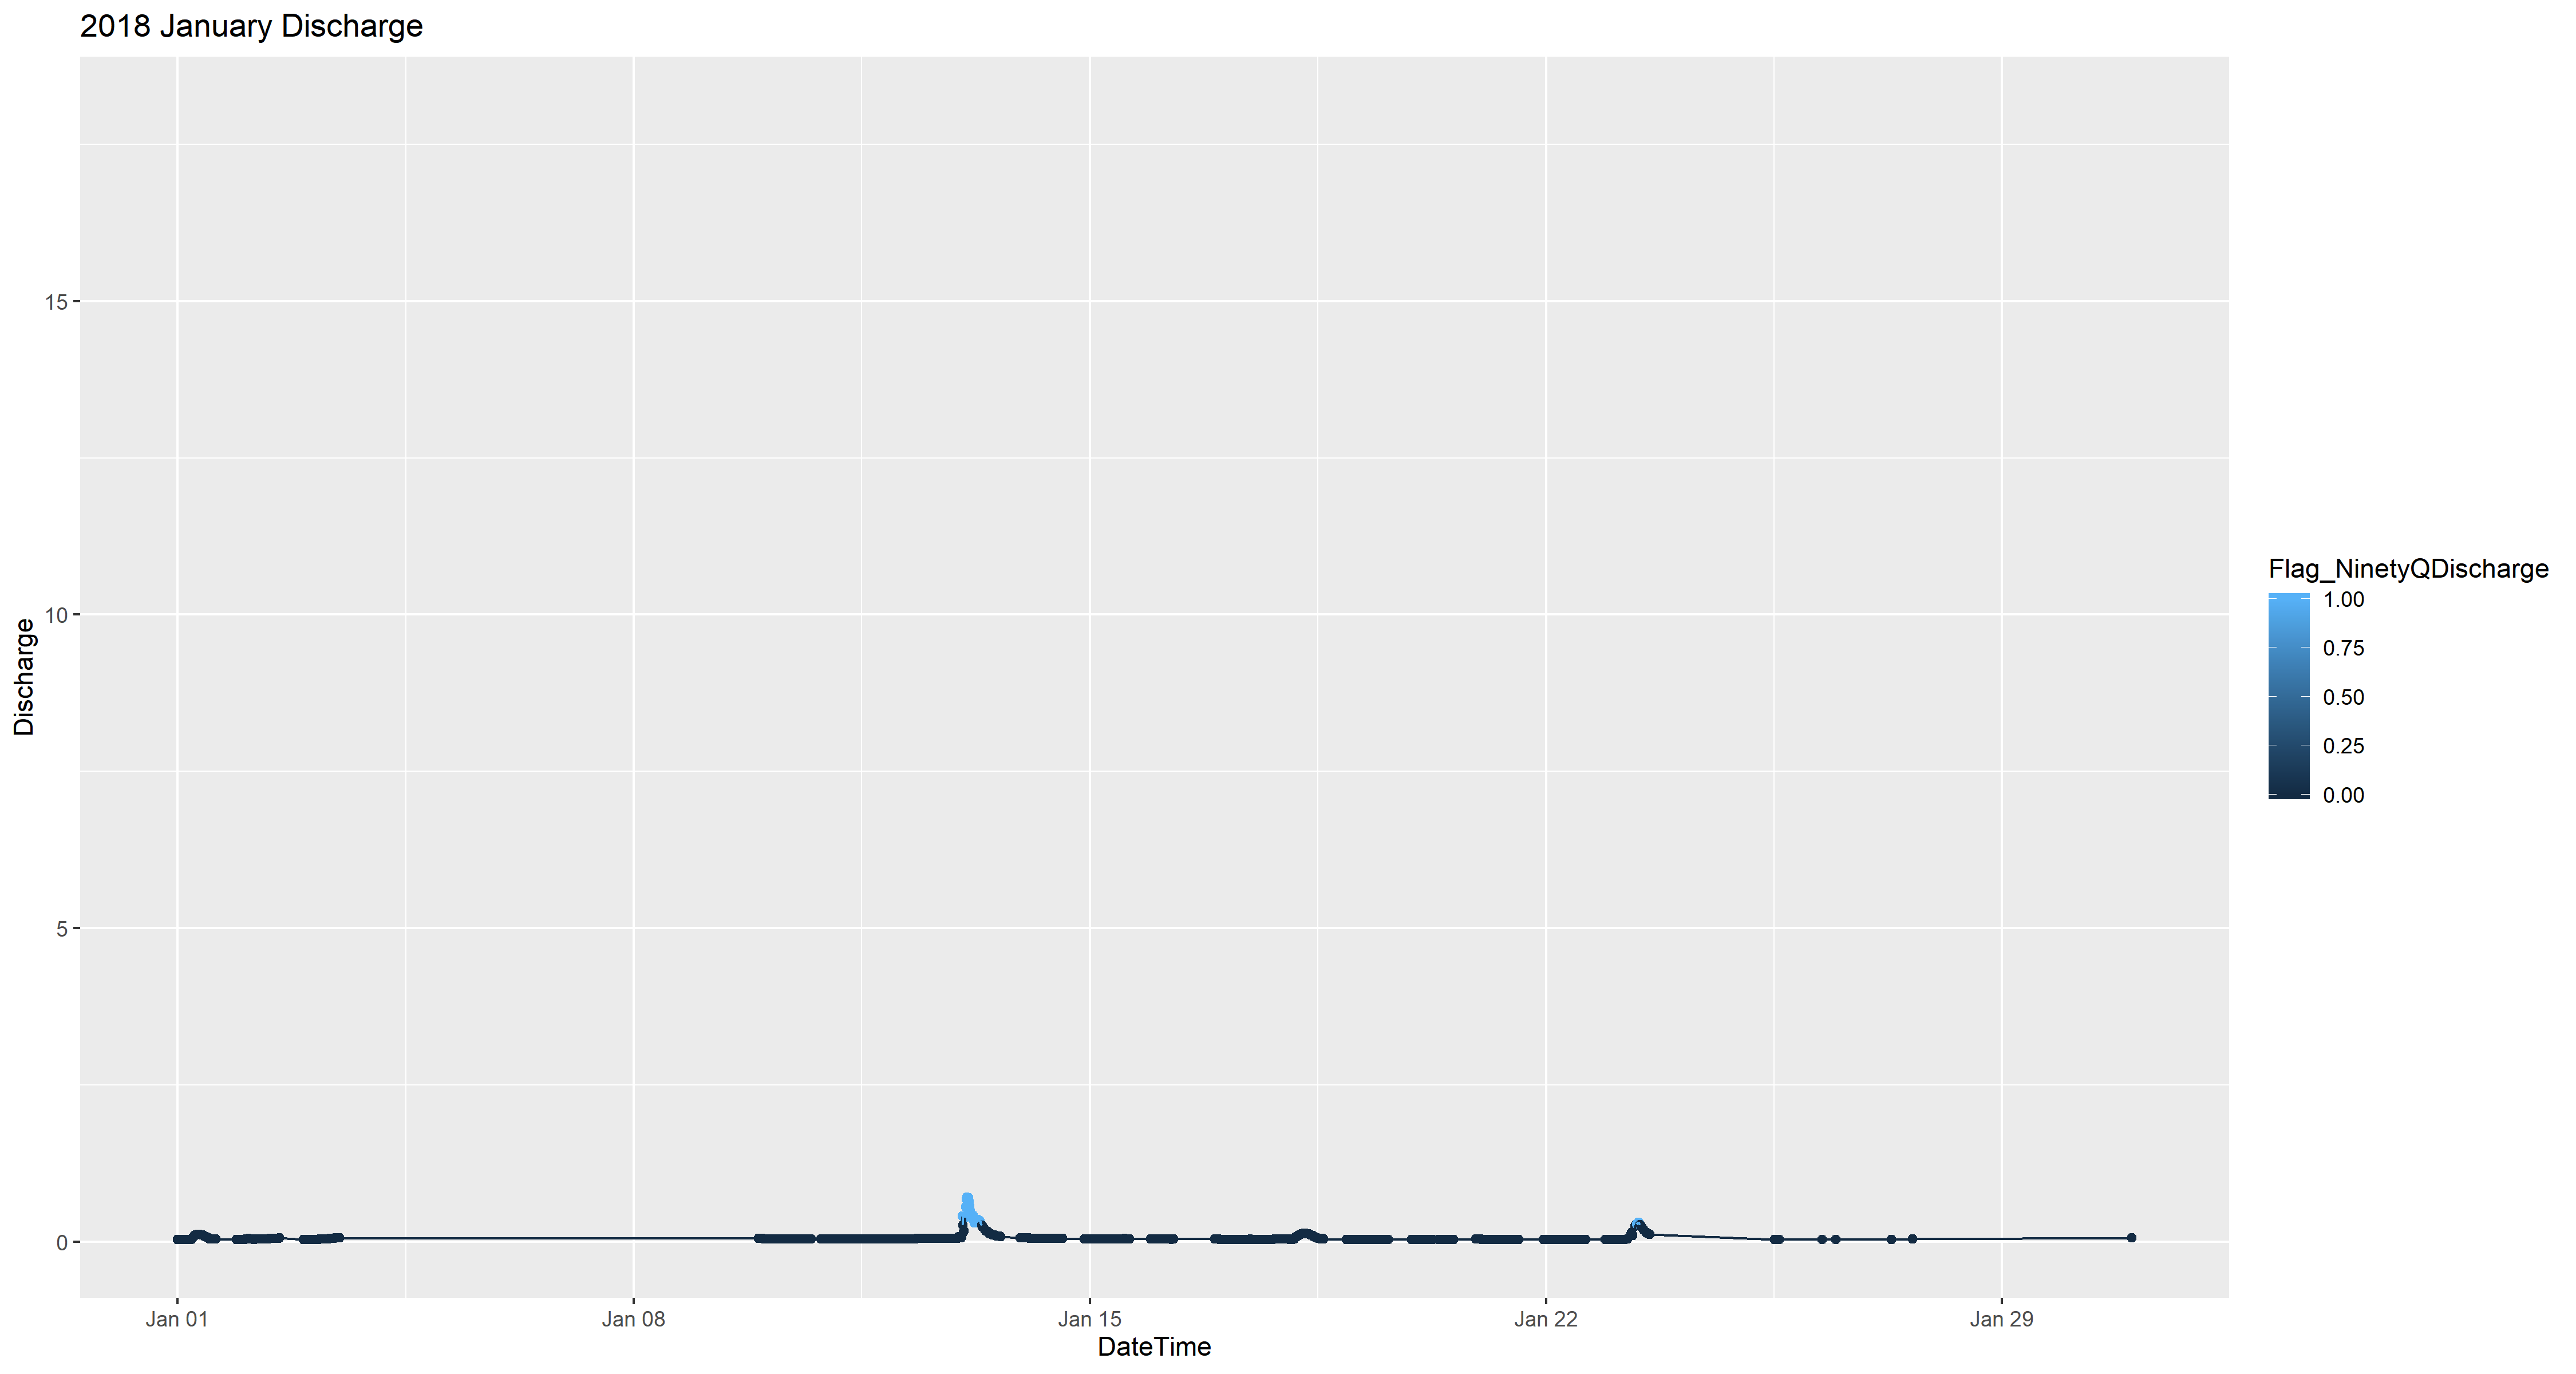 2018 January Discharge
15
10
5
0
Discharge
Jan 01
Jan 08
Jan 15
Jan 22
Jan 29
DateTime
Flag_NinetyQDischarge
1.00
0.75
0.50
0.25
0.00